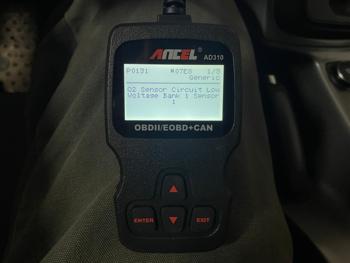 ANCEL
AD310
P0131 $07E8 1/3
Generic
O2 Sensor Circuit Low
Voltage Bank 1 Sensor
1
OBDII/EOBD+CAN
ENTER
EXIT